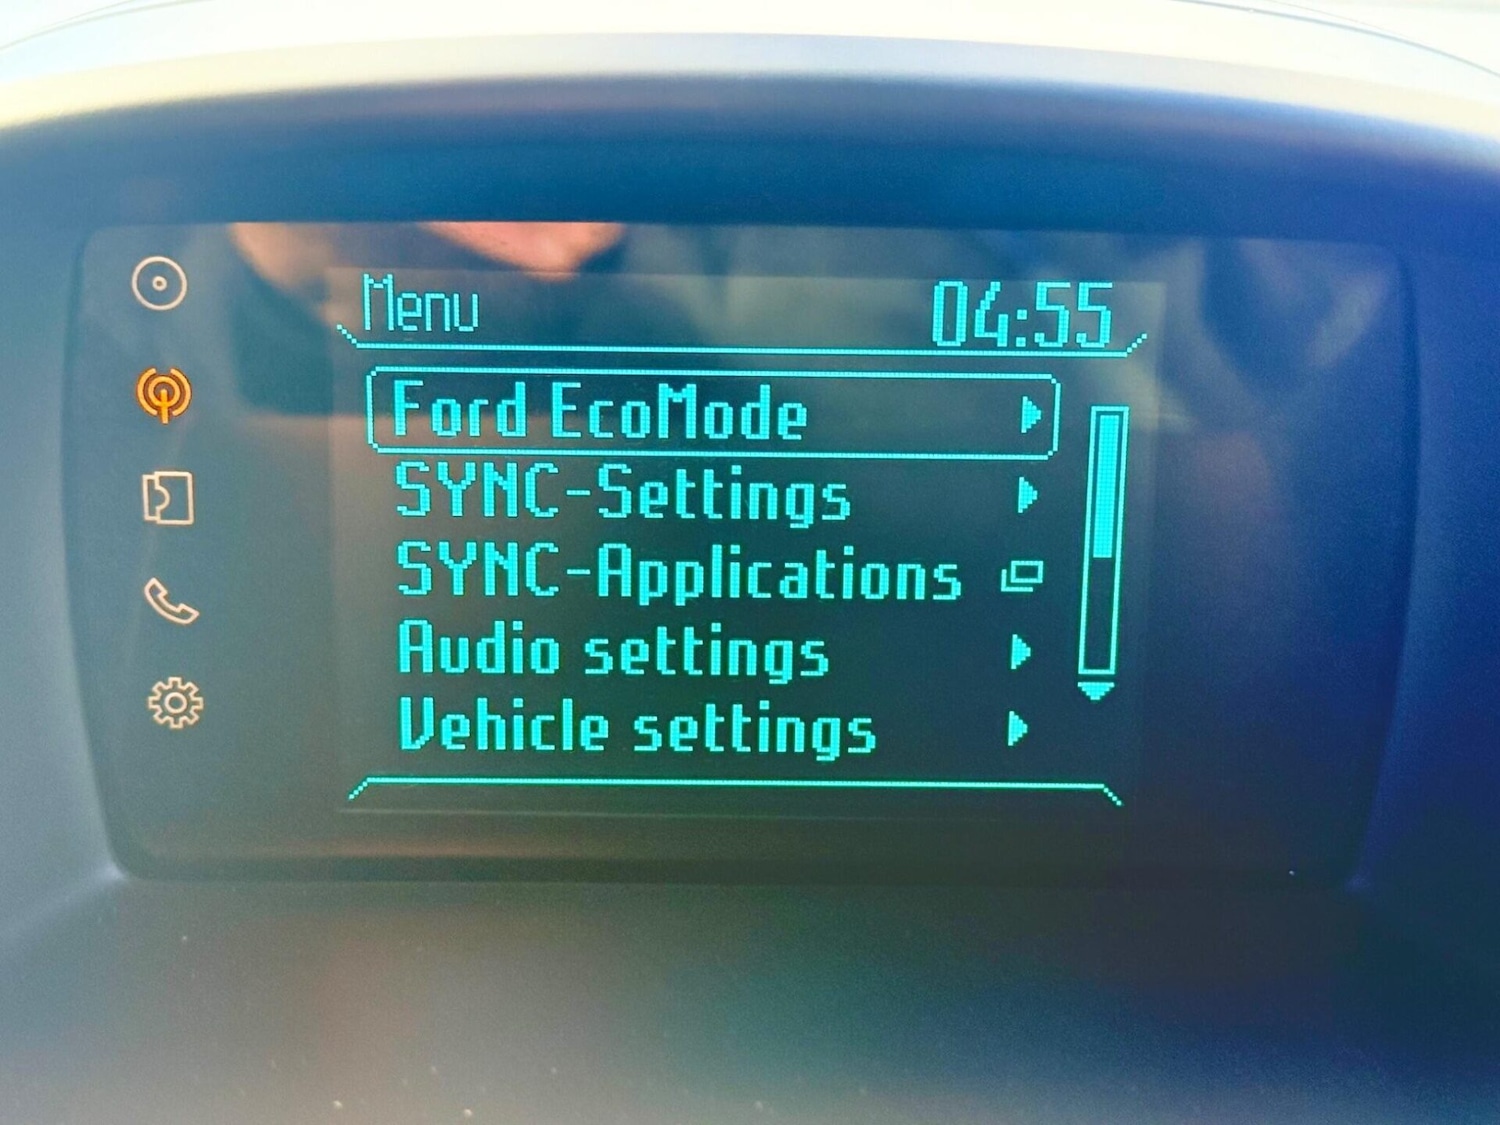 Menu 04:55
Ford EcoMode
SYNC-Settings
SYNC-Applications
Audio settings
Vehicle settings